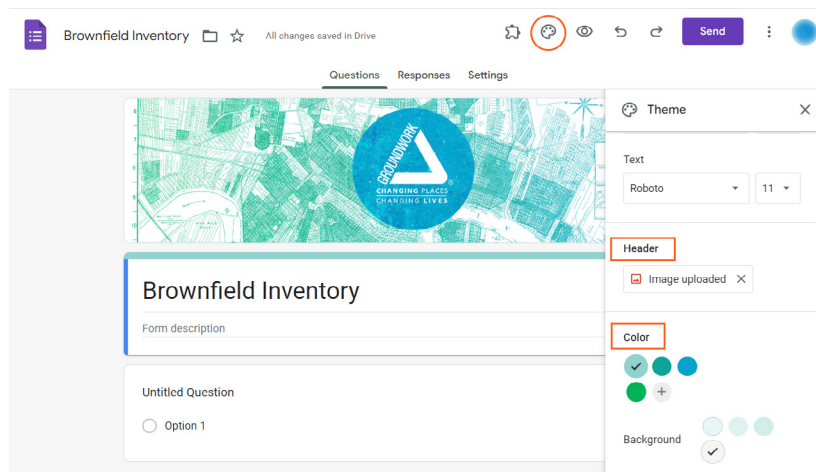 Brownfield Inventory
All changes saved in Drive
Send
Questions Responses Settings
GROUNDWORK
CHANGING PLACES
CHANGING LIVES
Brownfield Inventory
Form description
Untitled Question
Option 1
Theme
Text
Roboto
11
Header
Image uploaded
Color
Background